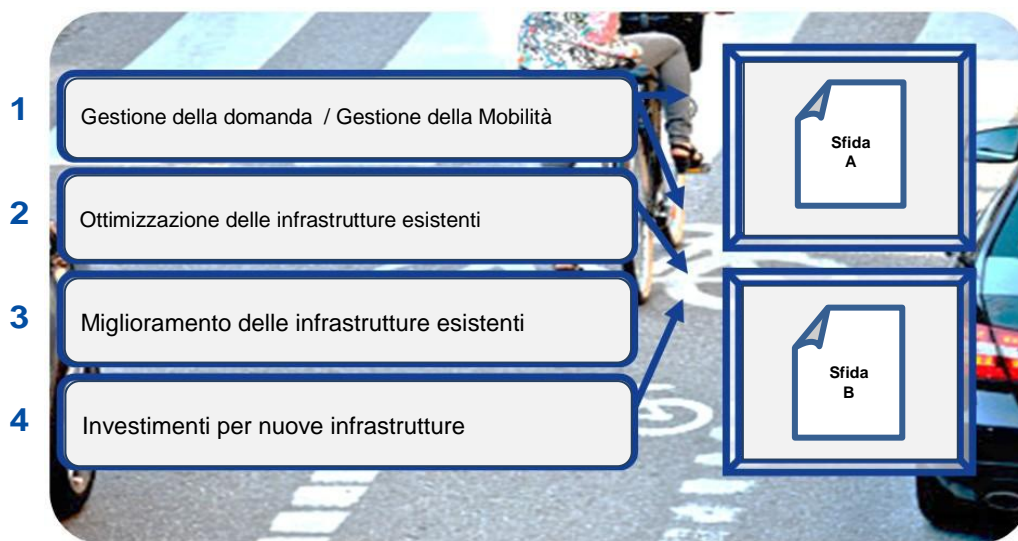 1
Gestione della domanda / Gestione della Mobilità
2
Ottimizzazione delle infrastrutture esistenti
3
Miglioramento delle infrastrutture esistenti
4
Investimenti per nuove infrastrutture
Sfida
A
Sfida
B